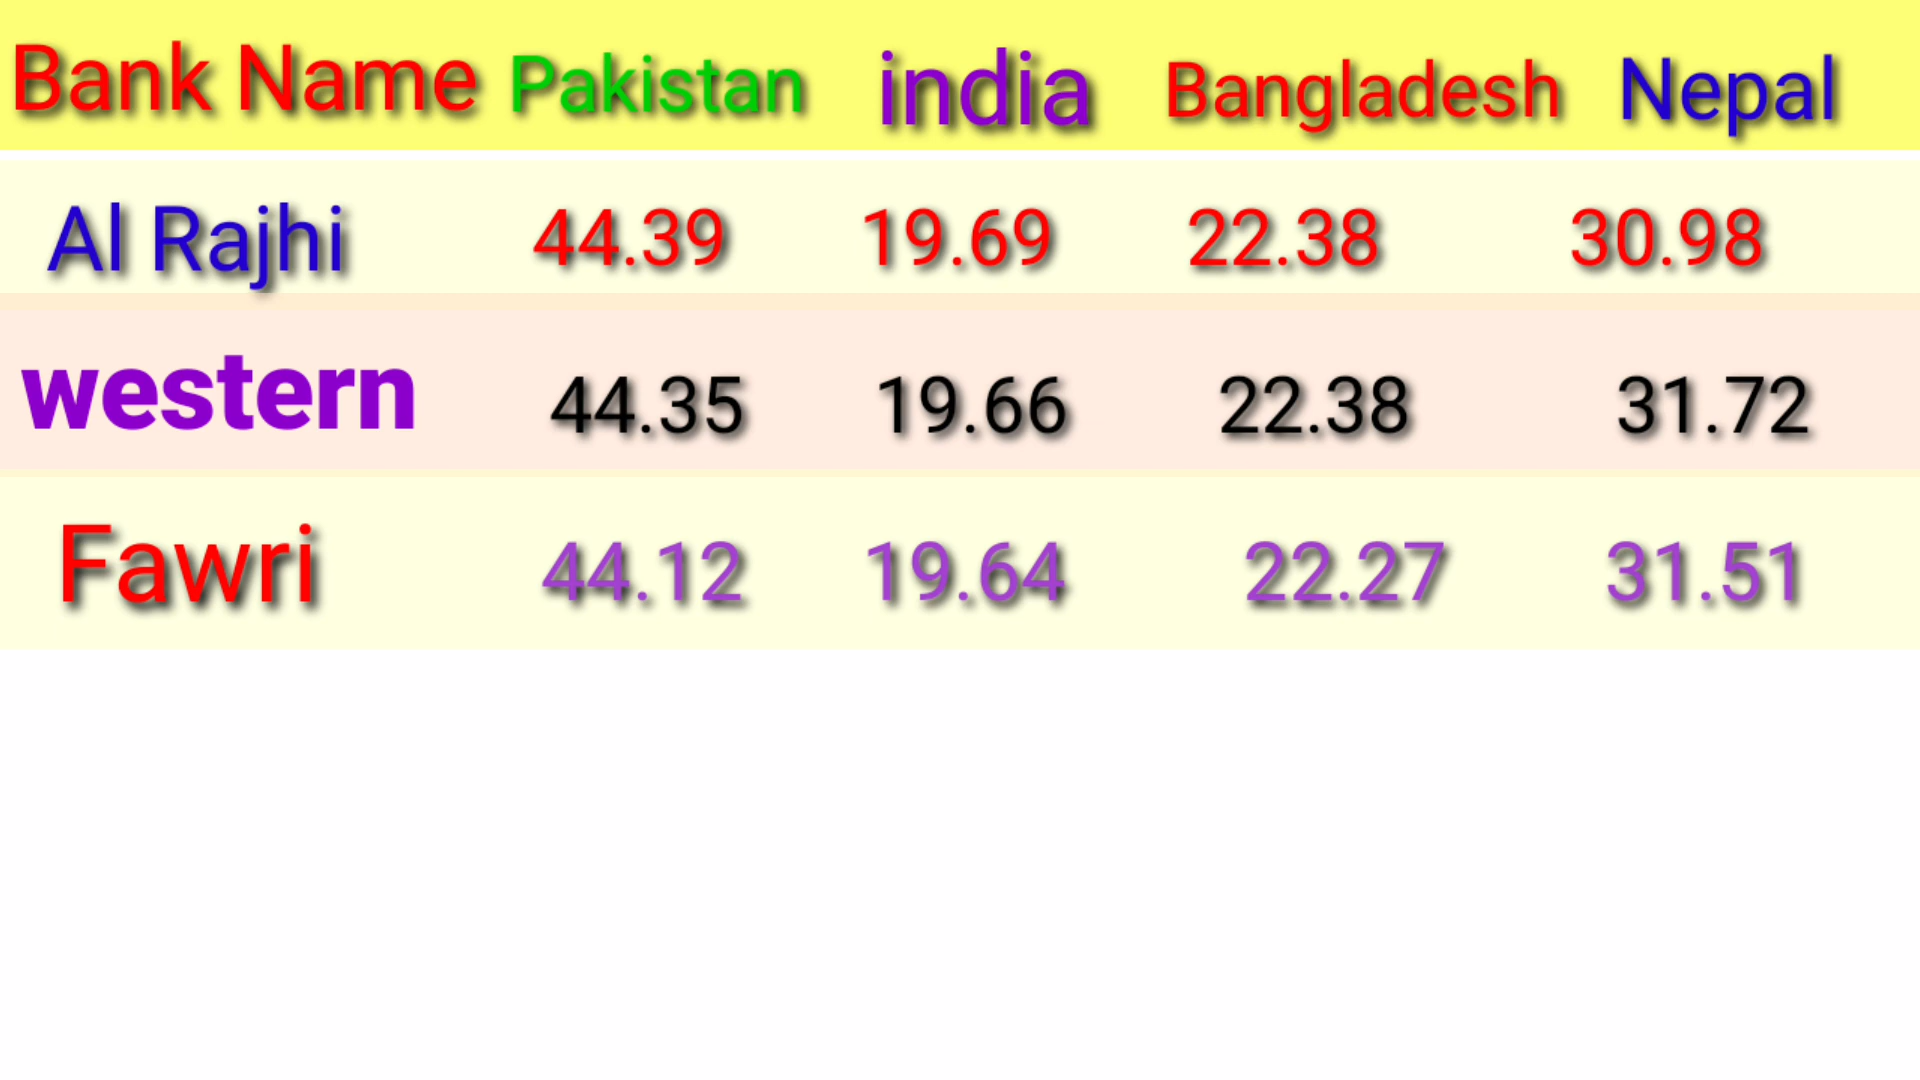 Bank Name Pakistan india Bangladesh Nepal
Al Rajhi 44.39 19.69 22.38 30.98
western 44.35 19.66 22.38 31.72
Fawri 44.12 19.64 22.27 31.51